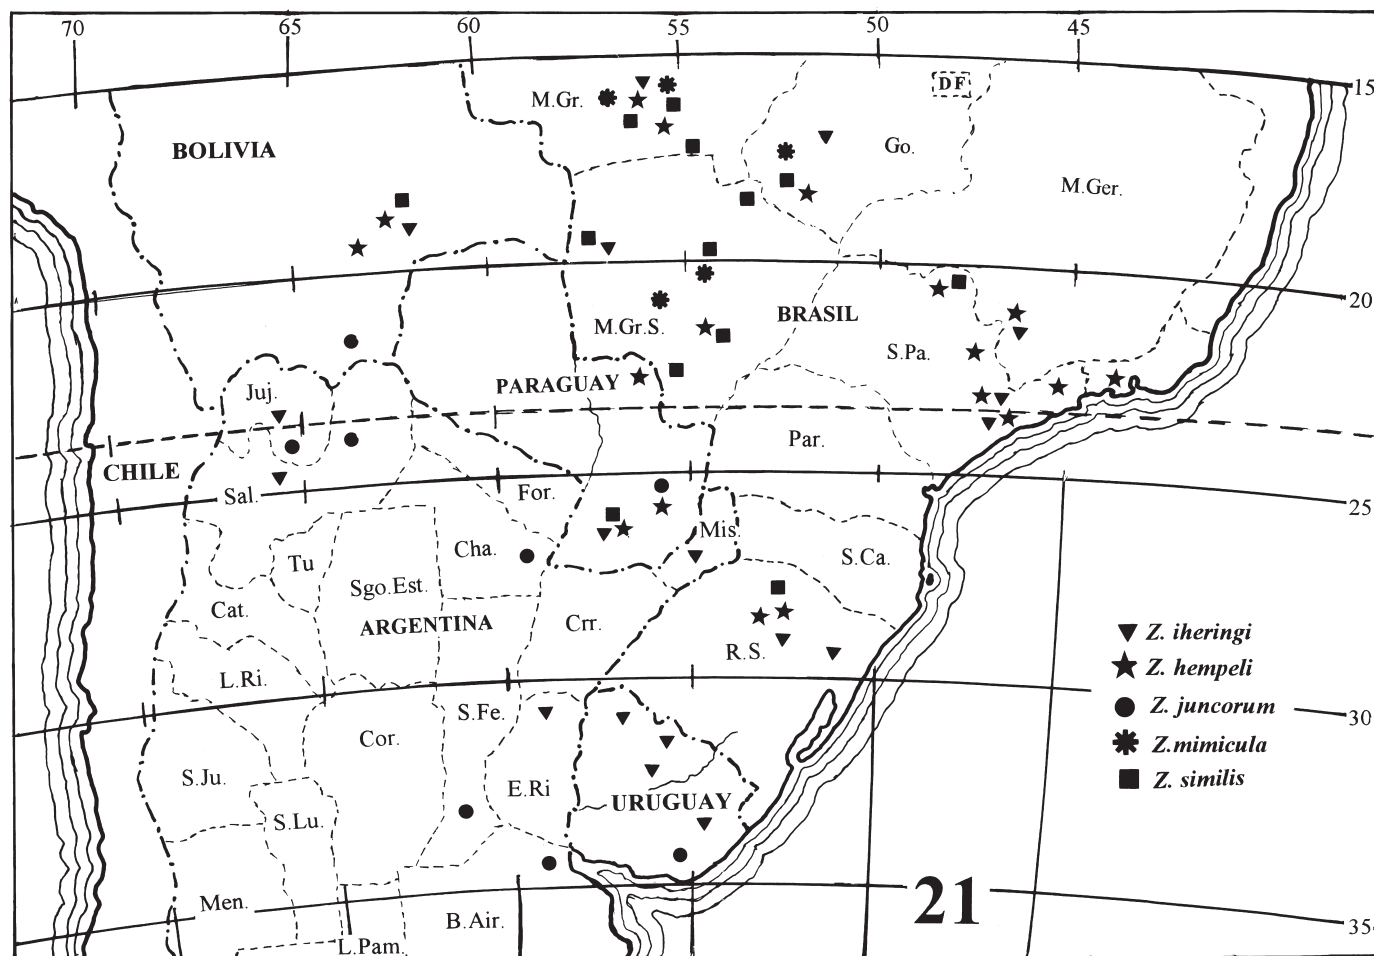 70 65 60 55 50 45
15
M.Gr.
DF
BOLIVIA
Go.
M.Ger.
20
BRASIL
M.Gr.S.
S.Pa.
PARAGUAY
Juj.
Par.
CHILE
Sal.
For.
25
Mis.
Cha.
Tu
S.Ca.
Sgo.Est.
Cat.
ARGENTINA
Crr.
Z. iheringi
R.S.
Z. hempeli
L.Ri.
S.Fe.
Z. juncorum
30
Cor.
Z.mimicula
S.Ju.
E.Ri
Z. similis
URUGUAY
S.Lu.
Men.
21
B.Air.
35
L.Pam.